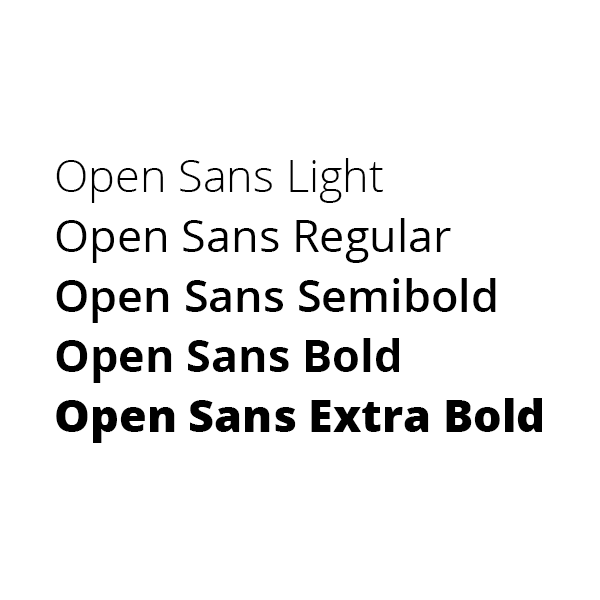 Open Sans Light
Open Sans Regular
Open Sans Semibold
Open Sans Bold
Open Sans Extra Bold